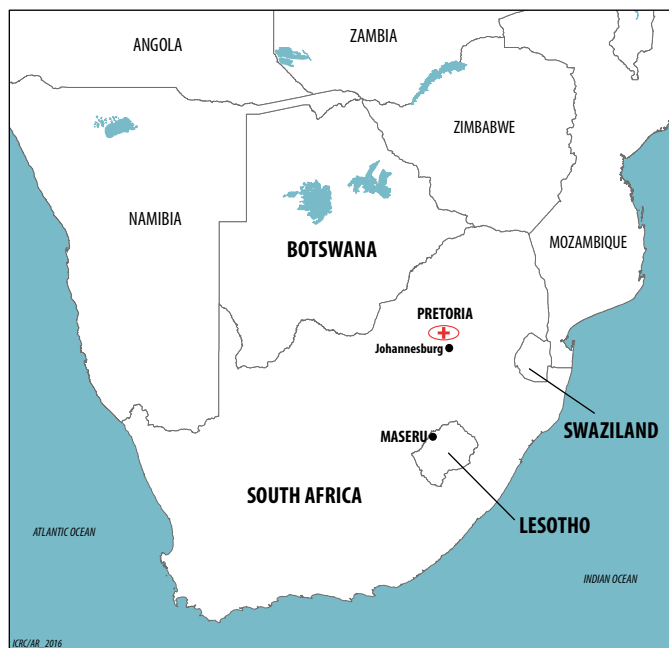 ANGOLA
ZAMBIA
ZIMBABWE
NAMIBIA
MOZAMBIQUE
BOTSWANA
PRETORIA
Johannesburg
SWAZILAND
MASERU
SOUTH AFRICA
LESOTHO
ATLANTIC OCEAN
INDIAN OCEAN
ICRC/AR_2016